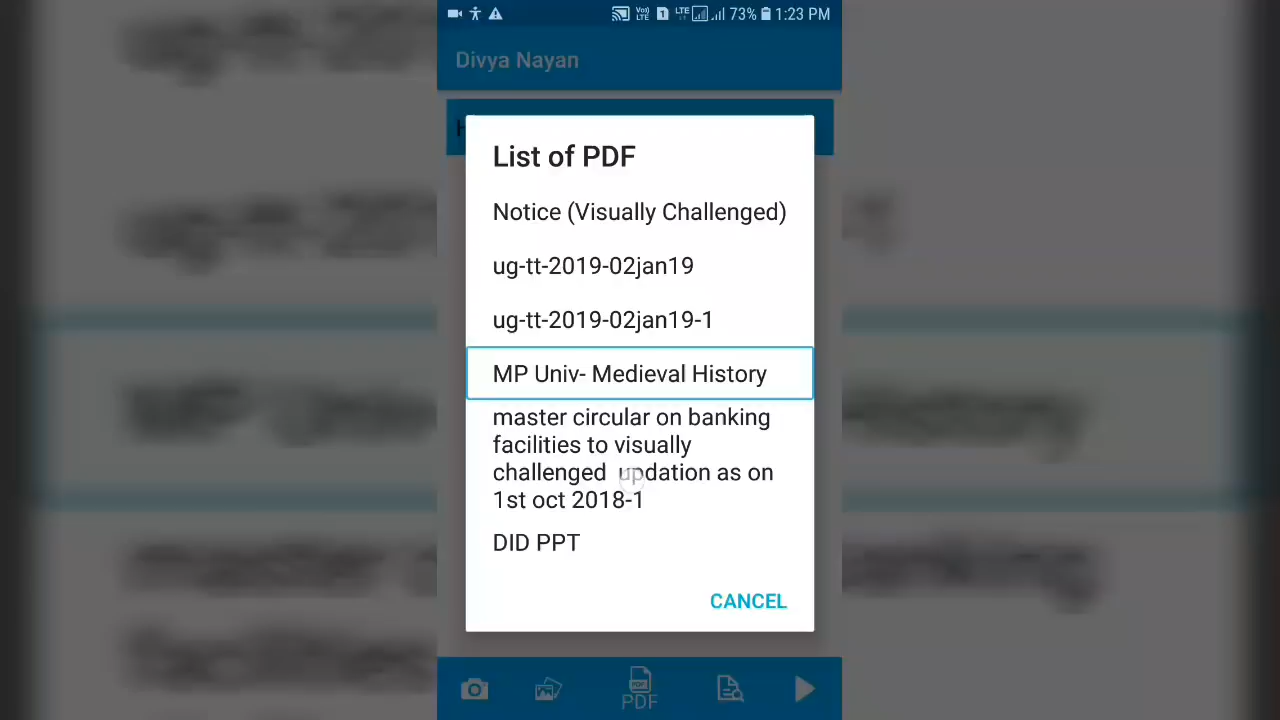 73% 1:23 PM
Divya Nayan
List of PDF
Notice (Visually Challenged)
ug-tt-2019-02jan19
ug-tt-2019-02jan19-1
MP Univ- Medieval History
master circular on banking
facilities to visually
challenged updation as on
1st oct 2018-1
DID PPT
CANCEL
PDF